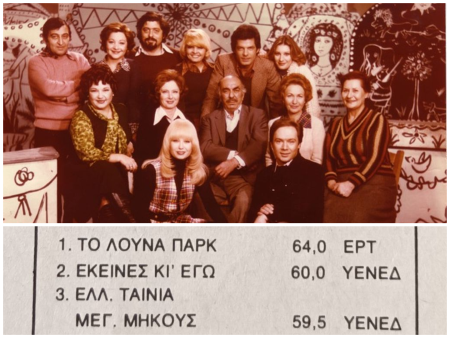 1. ΤΟ ΛΟΥΝΑ ΠΑΡΚ 64,0 ΕΡΤ
2. ΕΚΕΙΝΕΣ ΚΙ' ΕΓΩ 60,0 ΥΕΝΕΔ
3. ΕΛΛ. ΤΑΙΝΙΑ
ΜΕΓ. ΜΗΚΟΥΣ 59,5 ΥΕΝΕΔ